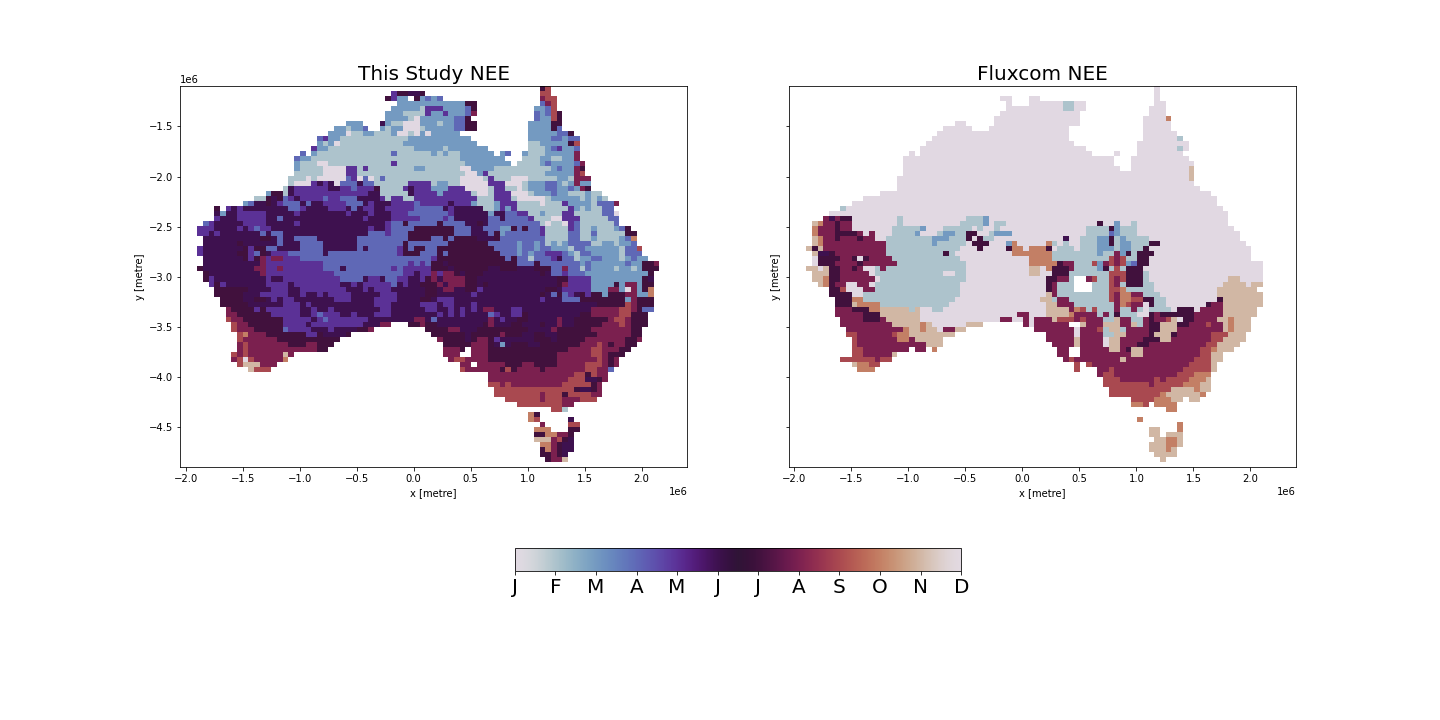 This Study NEE
Fluxcom NEE
1e6
−1.5
−2.0
−2.5
−3.0
−3.5
−4.0
−4.5
y [metre]
y [metre]
−2.0 −1.5 −1.0 −0.5 0.0 0.5 1.0 1.5 2.0
−2.0 −1.5 −1.0 −0.5 0.0 0.5 1.0 1.5 2.0
x [metre]
1e6
x [metre]
1e6
J F M A M J J A S O N D